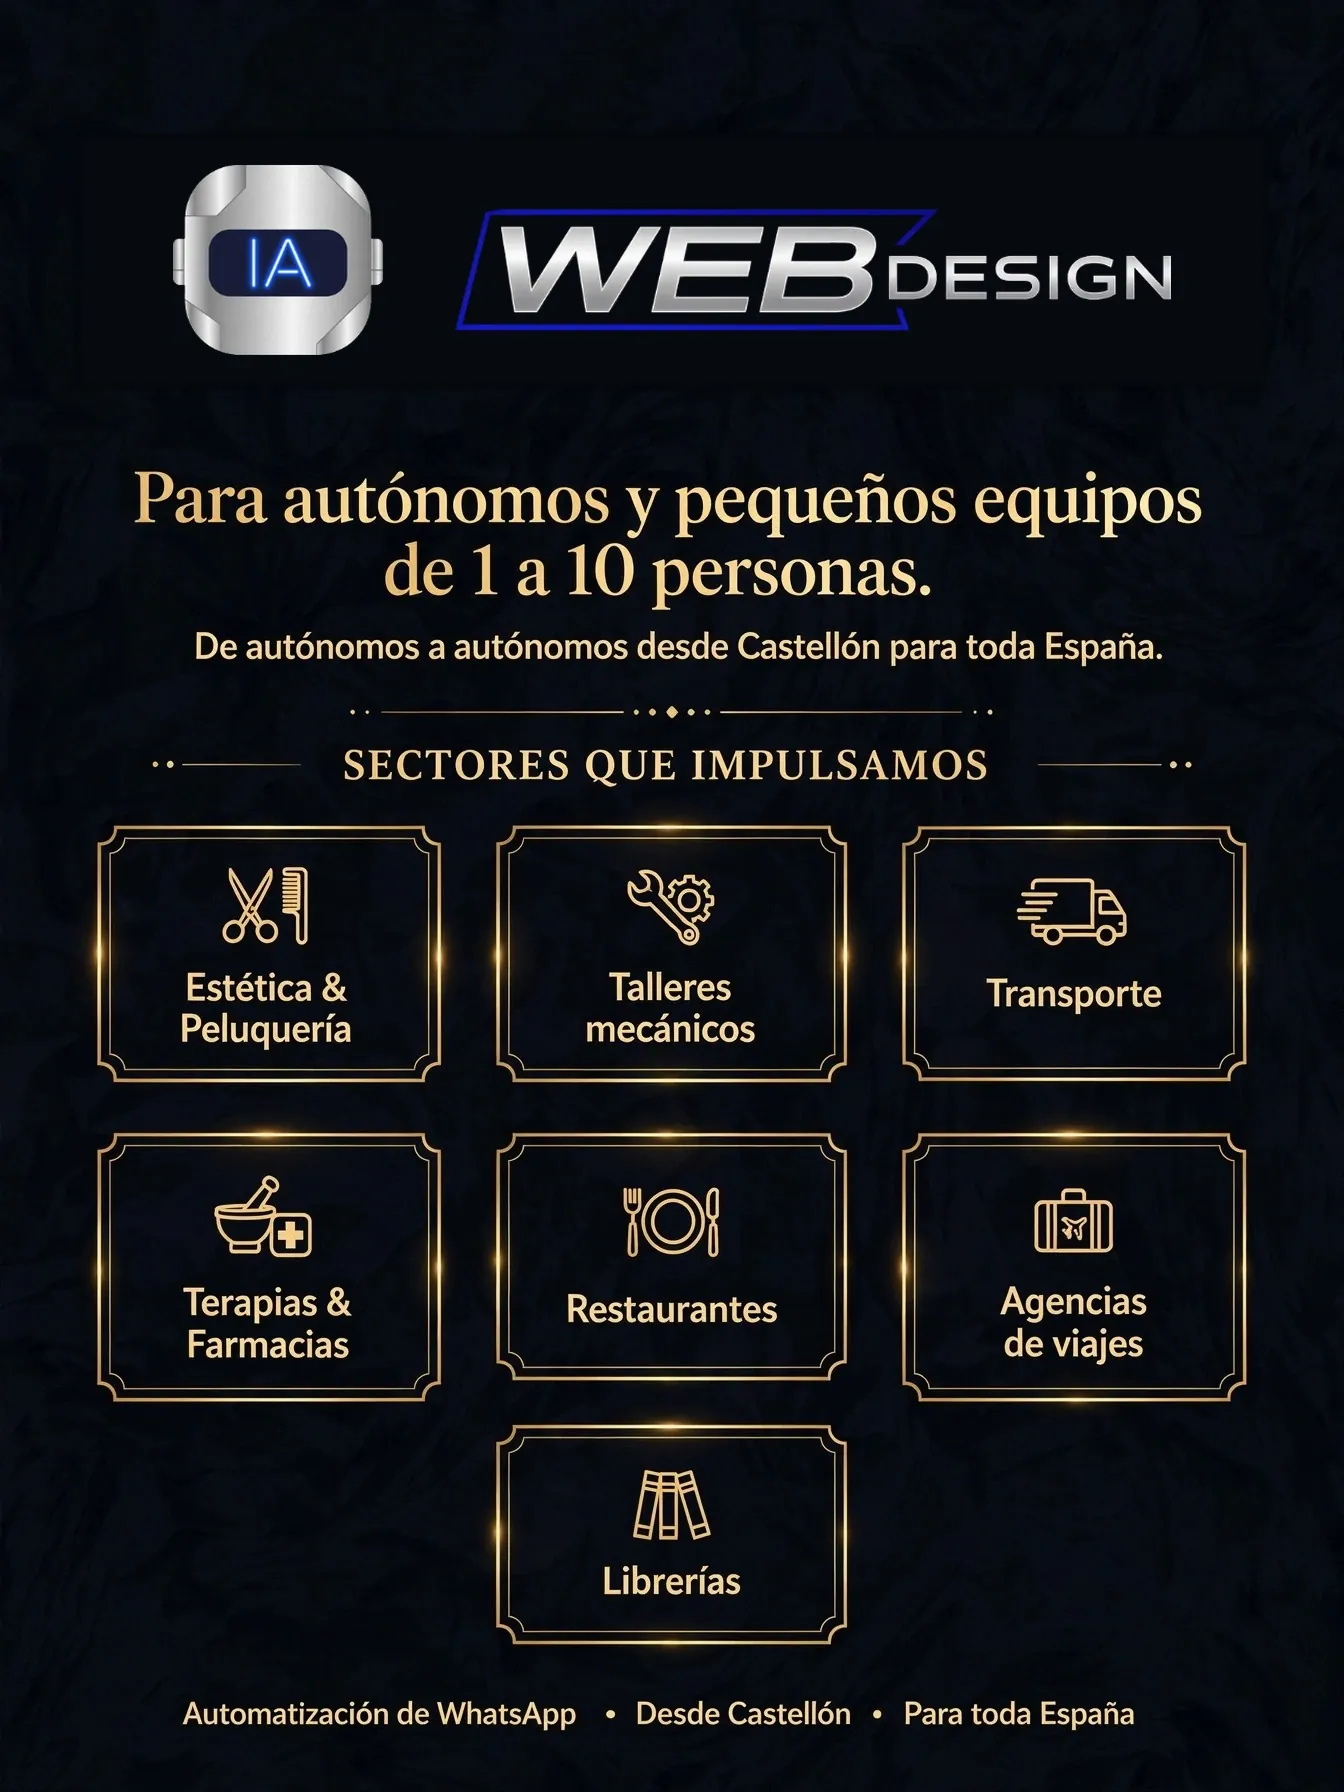 IA
WEB DESIGN
Para autónomos y pequeños equipos
de 1 a 10 personas.
De autónomos a autónomos desde Castellón para toda España.
SECTORES QUE IMPULSAMOS
Estética &
Peluquería
Talleres
mecánicos
Transporte
Terapias &
Farmacias
Restaurantes
Agencias
de viajes
Librerías
Automatización de WhatsApp • Desde Castellón • Para toda España